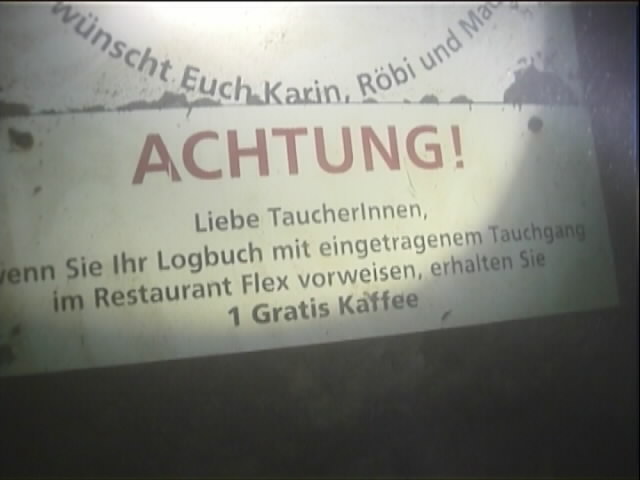 wünscht Euch Karin, Röbi und
ACHTUNG!
Liebe TaucherInnen,
wenn Sie Ihr Logbuch mit eingetragenem Tauchgang
im Restaurant Flex vorweisen, erhalten Sie
1 Gratis Kaffee